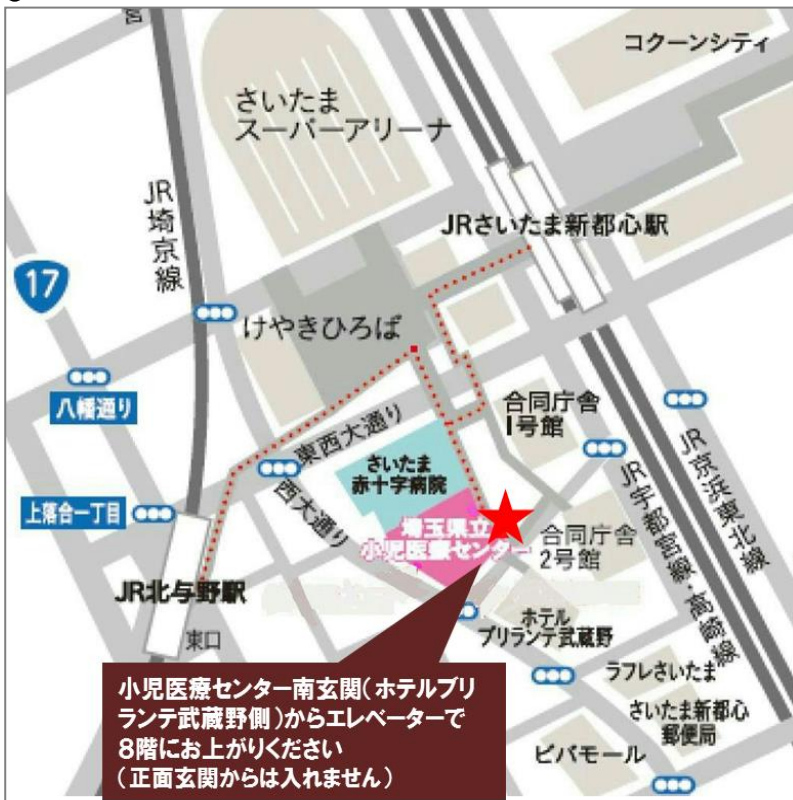 コクーンシティ
さいたま
スーパーアリーナ
JR埼京線
JRさいたま新都心駅
17
けやきひろば
八幡通り
合同庁舎
1号館
東西大通り
さいたま
赤十字病院
西大通り
上落合一丁目
埼玉県立
小児医療センター
合同庁舎
2号館
JR京浜東北線
JR宇都宮線・高崎線
JR北与野駅
東口
ホテル
ブリランテ武蔵野
ラフレさいたま
さいたま新都心
郵便局
ビバモール
小児医療センター南玄関(ホテルブリ
ランテ武蔵野側)からエレベーターで
8階にお上がりください
(正面玄関からは入れません)